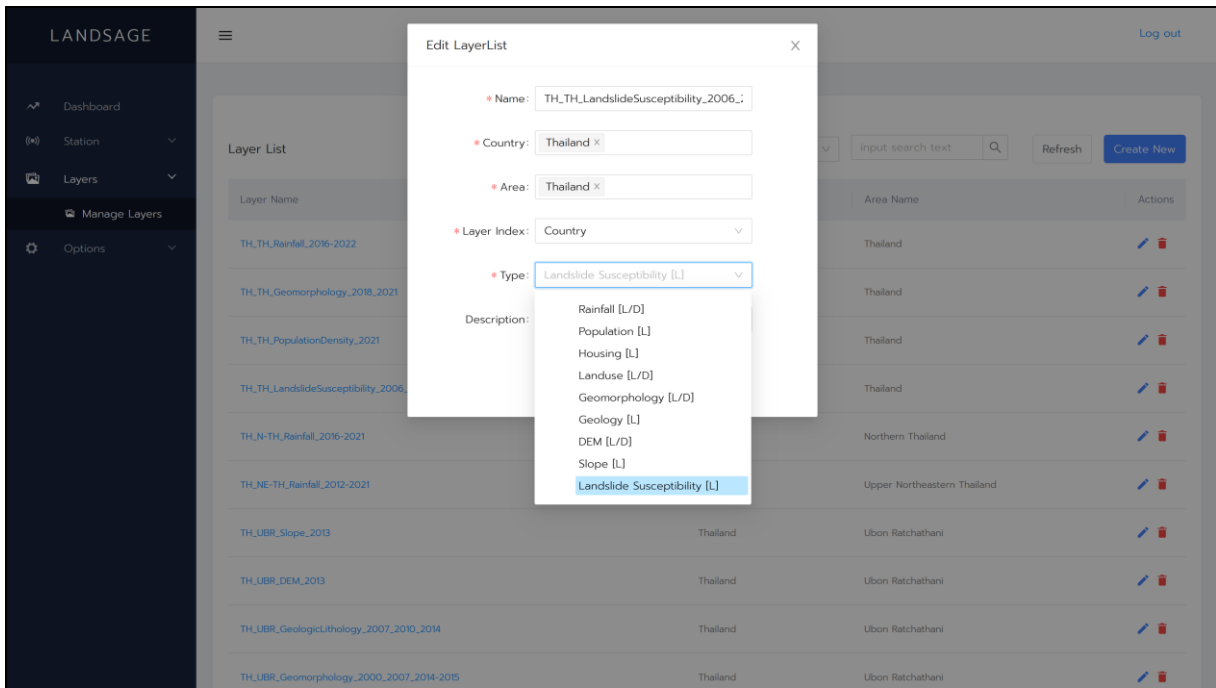 LANDSAGE
Log out
Dashboard
Station
Layers
Manage Layers
Options
Edit LayerList
* Name: TH_TH_LandslideSusceptibility_2006_
* Country: Thailand ×
* Area: Thailand ×
* Layer Index: Country
* Type: Landslide Susceptibility [L]
Rainfall [L/D]
Population [L]
Housing [L]
Landuse [L/D]
Geomorphology [L/D]
Geology [L]
DEM [L/D]
Slope [L]
Landslide Susceptibility [L]
Description:
Layer List
input search text
Refresh
Create New
Layer Name Area Name Actions
TH_TH_Rainfall_2016-2022 Thailand
TH_TH_Geomorphology_2018_2021 Thailand
TH_TH_PopulationDensity_2021 Thailand
TH_TH_LandslideSusceptibility_2006_ Thailand
TH_N-TH_Rainfall_2016-2021 Northern Thailand
TH_NE-TH_Rainfall_2012-2021 Upper Northeastern Thailand
TH_UBR_Slope_2013 Thailand Ubon Ratchathani
TH_UBR_DEM_2013 Thailand Ubon Ratchathani
TH_UBR_GeologicLithology_2007_2010_2014 Thailand Ubon Ratchathani
TH_UBR_Geomorphology_2000_2007_2014-2015 Thailand Ubon Ratchathani